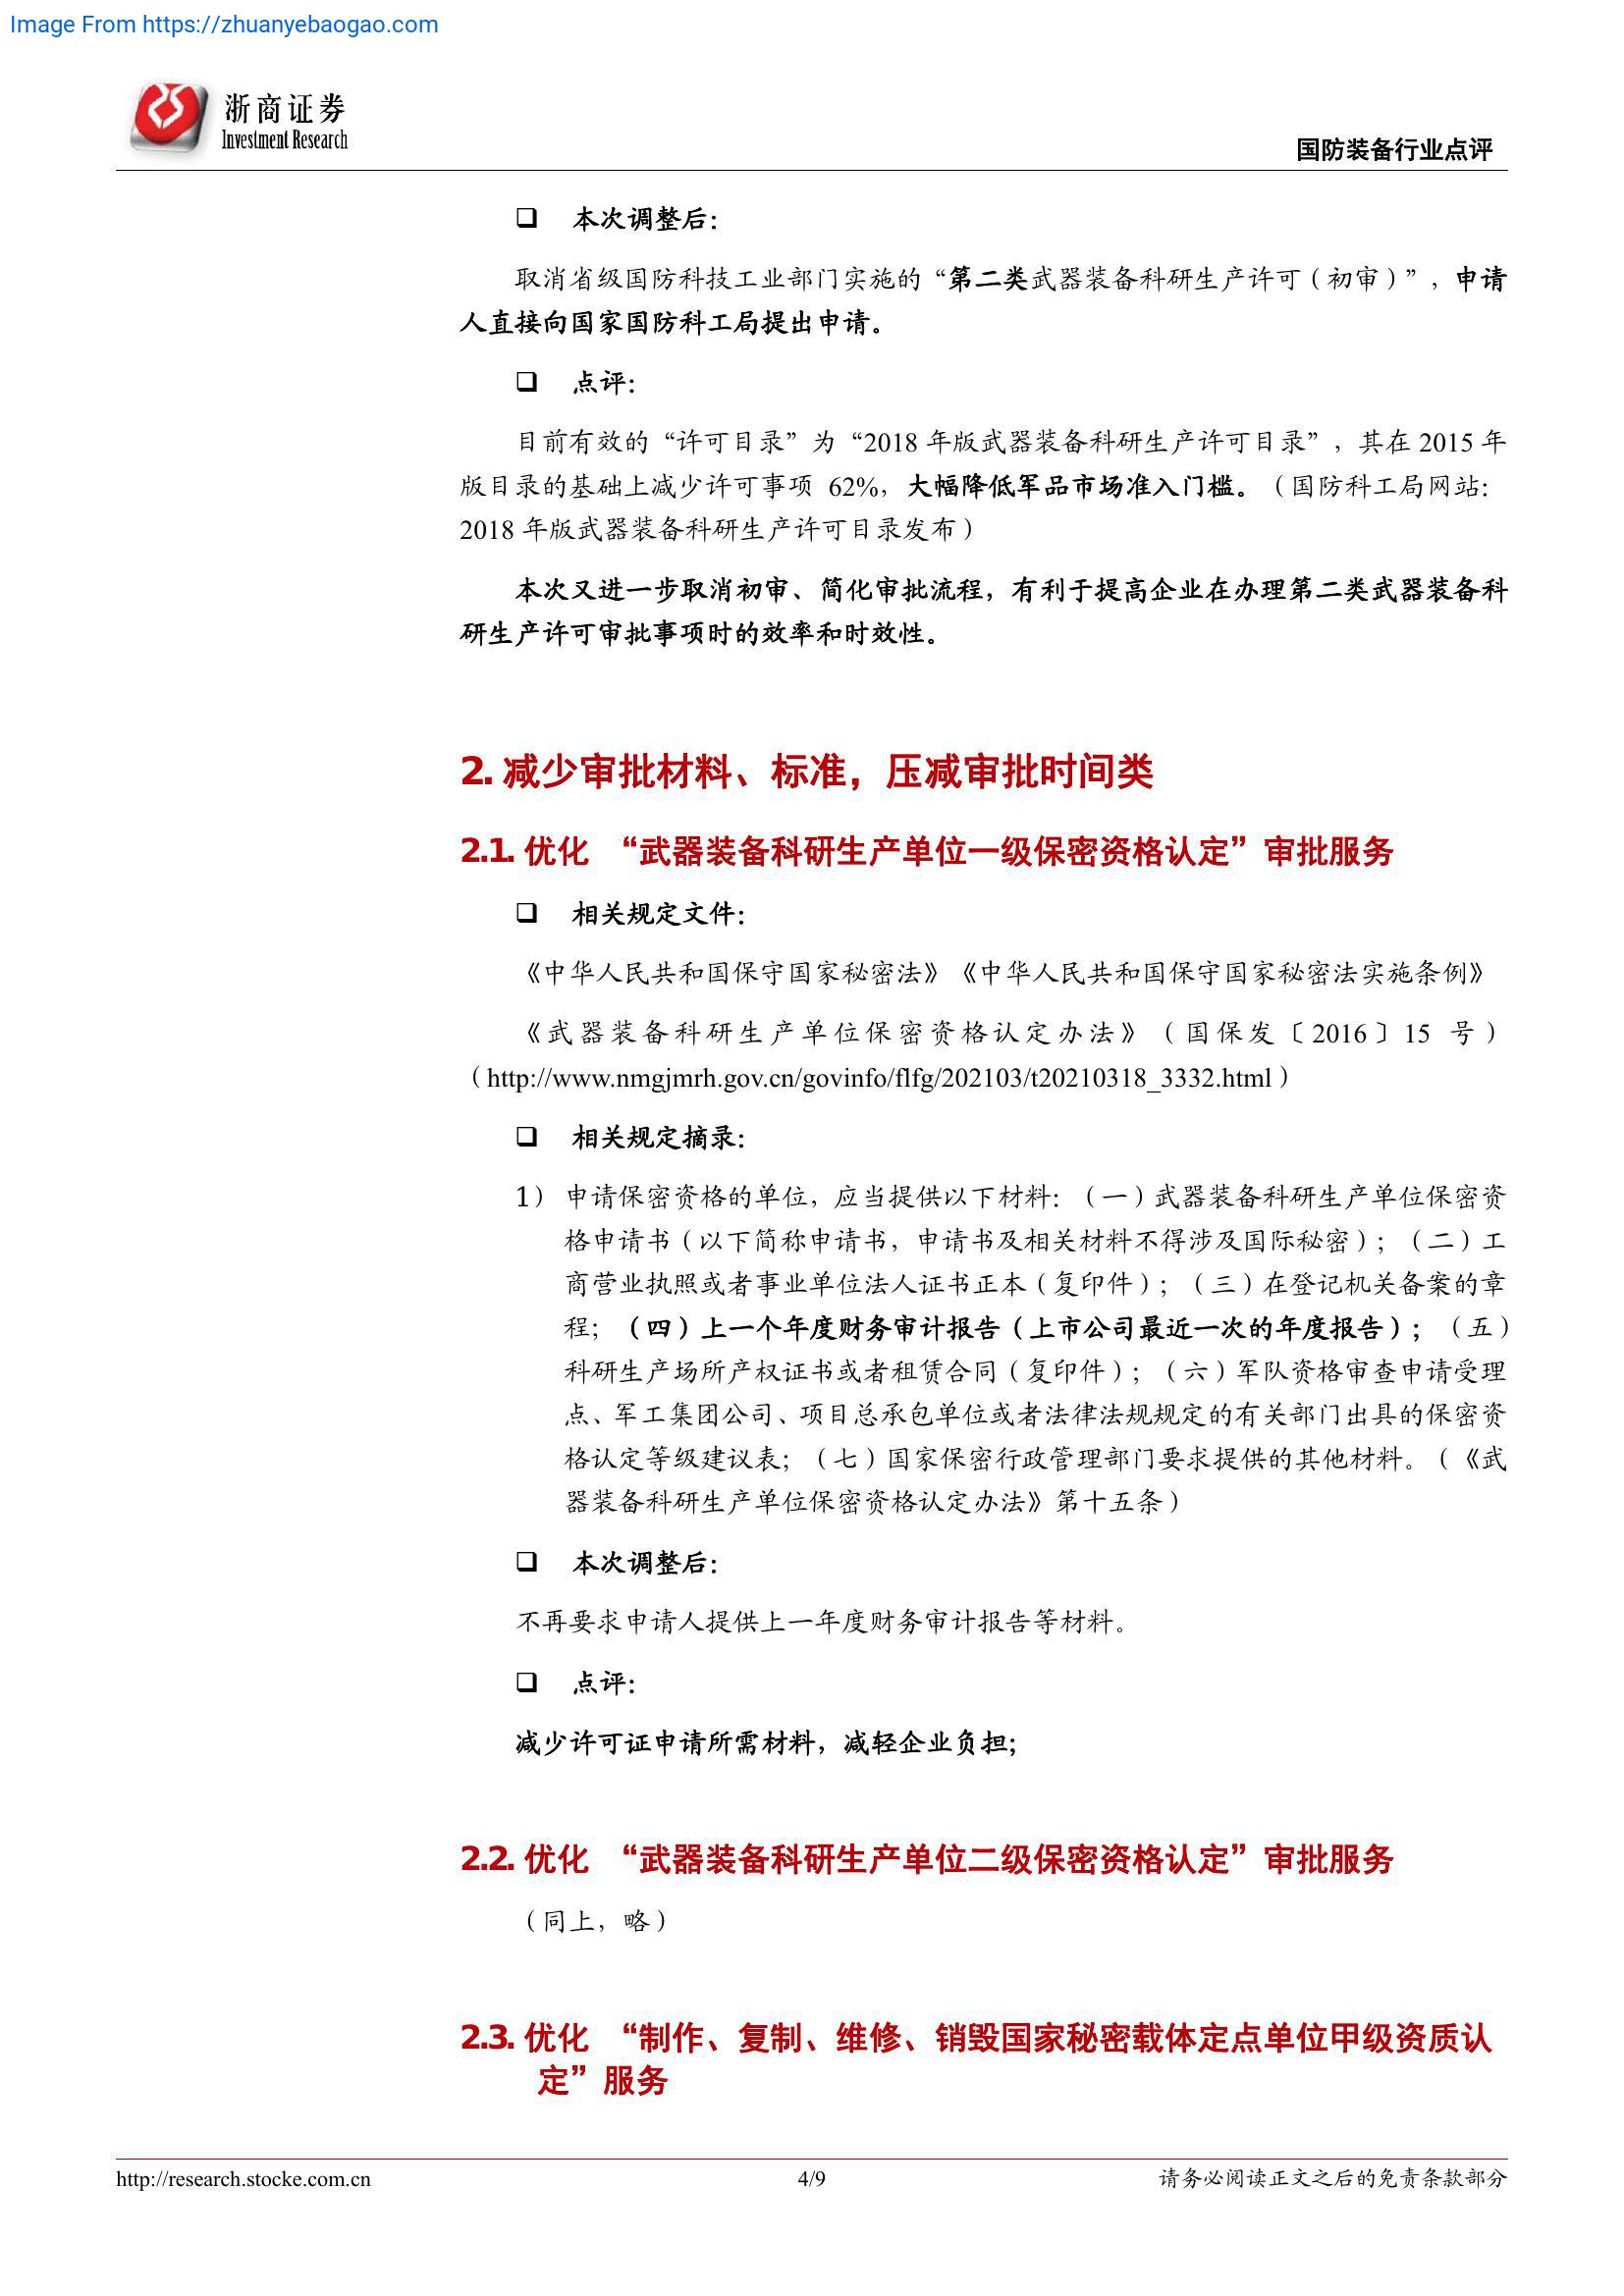 Image From https://zhuanyebaogao.com
浙商证券
Investment Research
国防装备行业点评
❑ 本次调整后：
取消省级国防科技工业部门实施的“第二类武器装备科研生产许可（初审）”，申请
人直接向国家国防科工局提出申请。
❑ 点评：
目前有效的“许可目录”为“2018 年版武器装备科研生产许可目录”，其在 2015 年
版目录的基础上减少许可事项 62%，大幅降低军品市场准入门槛。（国防科工局网站：
2018 年版武器装备科研生产许可目录发布）
本次又进一步取消初审、简化审批流程，有利于提高企业在办理第二类武器装备科
研生产许可审批事项时的效率和时效性。
2. 减少审批材料、标准，压减审批时间类
2.1. 优化 “武器装备科研生产单位一级保密资格认定”审批服务
❑ 相关规定文件：
《中华人民共和国保守国家秘密法》《中华人民共和国保守国家秘密法实施条例》
《武器装备科研生产单位保密资格认定办法》（国保发〔2016〕15 号）
（http://www.nmgjmrh.gov.cn/govinfo/flfg/202103/t20210318_3332.html）
❑ 相关规定摘录：
1） 申请保密资格的单位，应当提供以下材料：（一）武器装备科研生产单位保密资
格申请书（以下简称申请书，申请书及相关材料不得涉及国际秘密）；（二）工
商营业执照或者事业单位法人证书正本（复印件）；（三）在登记机关备案的章
程；（四）上一个年度财务审计报告（上市公司最近一次的年度报告）；（五）
科研生产场所产权证书或者租赁合同（复印件）；（六）军队资格审查申请受理
点、军工集团公司、项目总承包单位或者法律法规规定的有关部门出具的保密资
格认定等级建议表；（七）国家保密行政管理部门要求提供的其他材料。（《武
器装备科研生产单位保密资格认定办法》第十五条）
❑ 本次调整后：
不再要求申请人提供上一年度财务审计报告等材料。
❑ 点评：
减少许可证申请所需材料，减轻企业负担；
2.2. 优化 “武器装备科研生产单位二级保密资格认定”审批服务
（同上，略）
2.3. 优化 “制作、复制、维修、销毁国家秘密载体定点单位甲级资质认
定”服务
http://research.stocke.com.cn
4/9
请务必阅读正文之后的免责条款部分